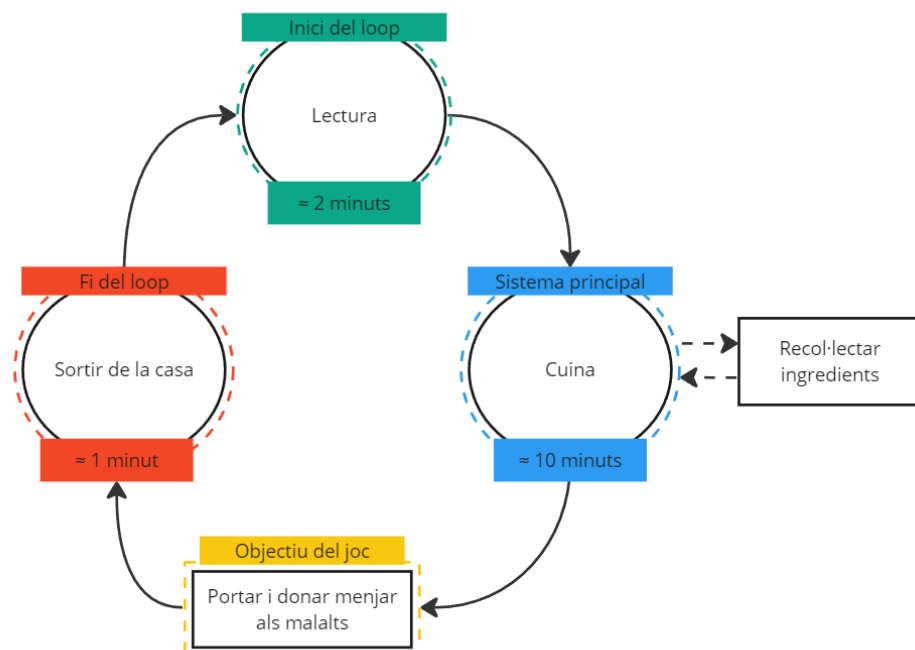 Inici del loop
Lectura
≈ 2 minuts
Sistema principal
Cuina
≈ 10 minuts
Recol·lectar
ingredients
Objectiu del joc
Portar i donar menjar
als malalts
Fi del loop
Sortir de la casa
≈ 1 minut